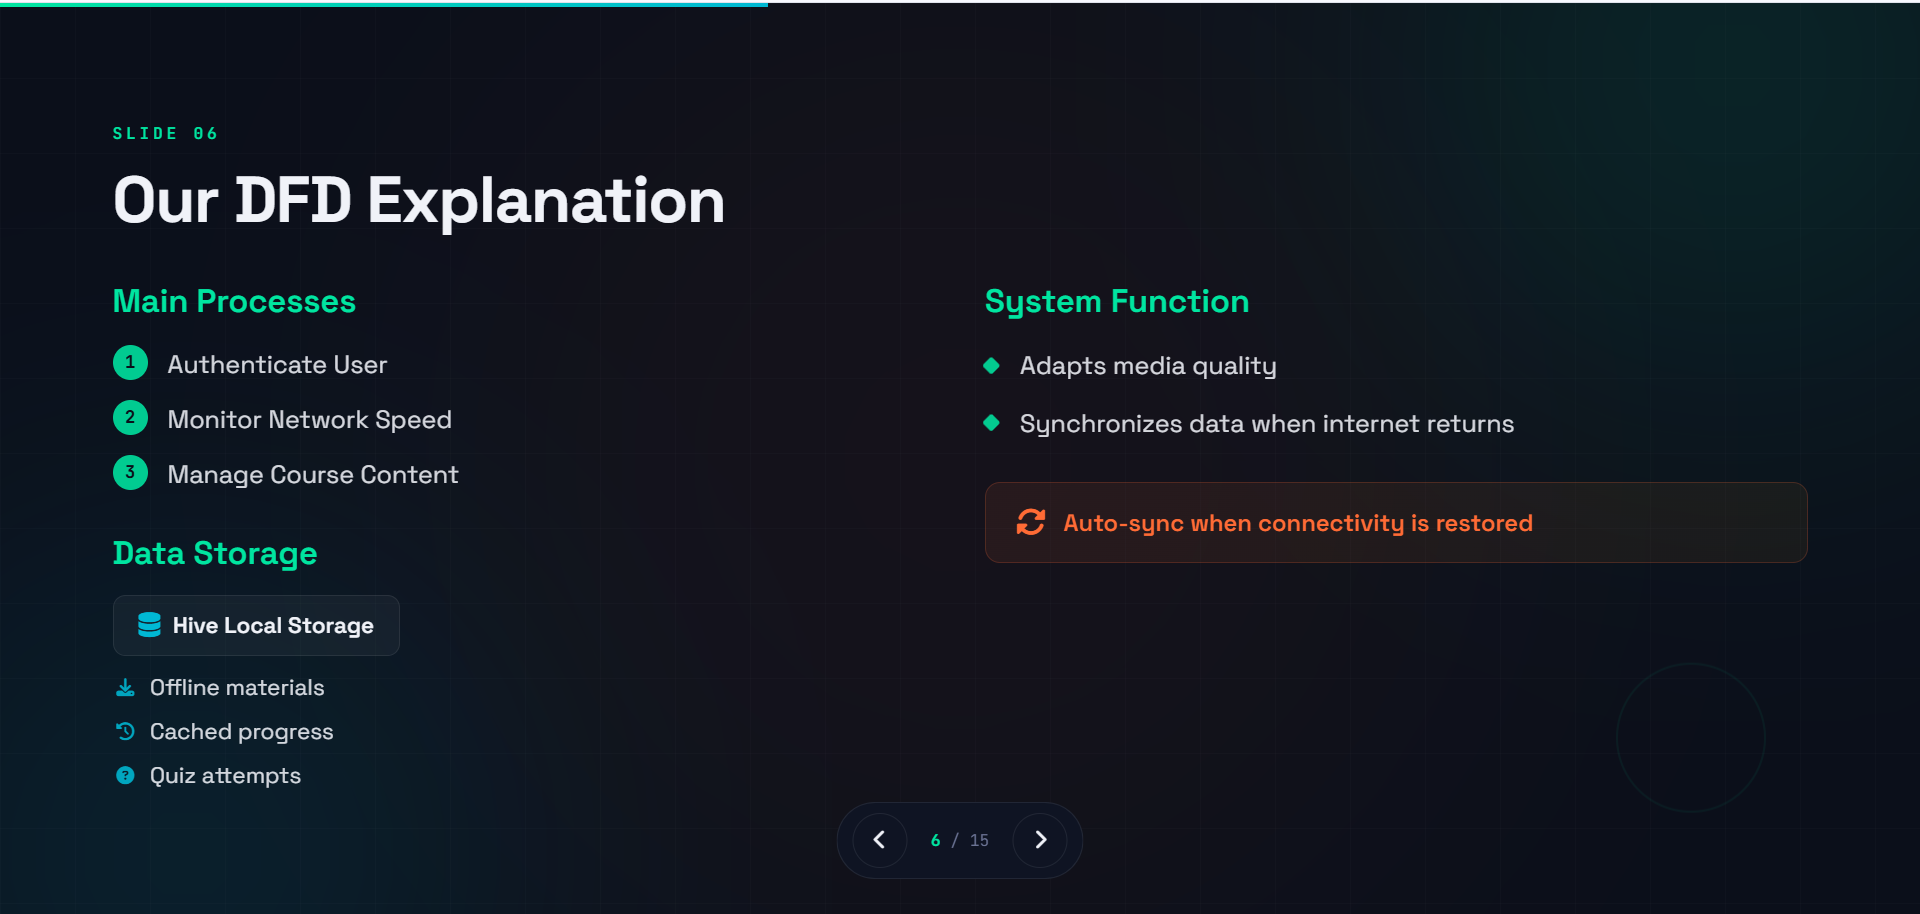 SLIDE 06
Our DFD Explanation
Main Processes
1 Authenticate User
2 Monitor Network Speed
3 Manage Course Content
Data Storage
Hive Local Storage
Offline materials
Cached progress
? Quiz attempts
System Function
Adapts media quality
Synchronizes data when internet returns
Auto-sync when connectivity is restored
6 / 15